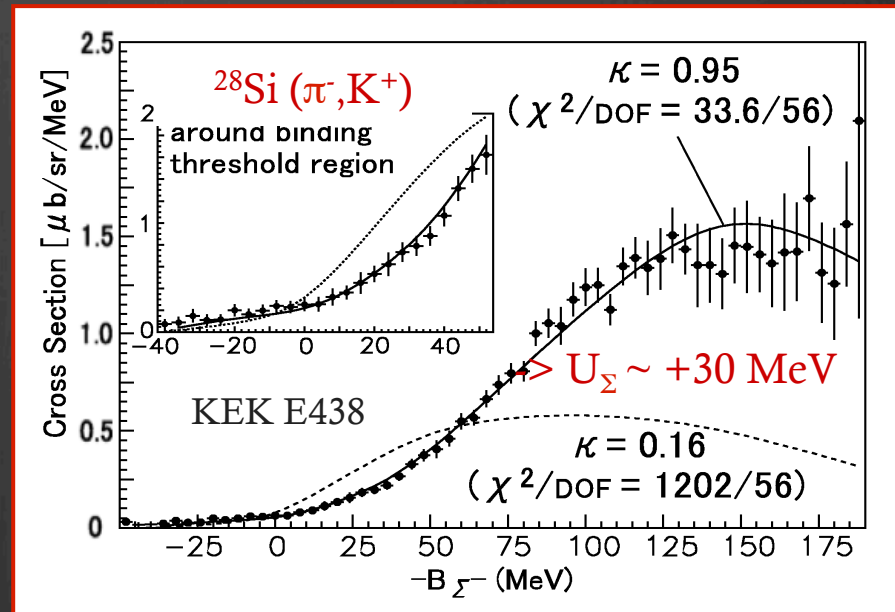 2.5
2.0
1.5
1.0
0.5
0
Cross Section [μb/sr/MeV]
²⁸Si (π⁻,K⁺)
κ = 0.95
(χ²/DOF = 33.6/56)
2
1
0
around binding
threshold region
-40 -20 0 20 40
-> U_Σ ~ +30 MeV
KEK E438
κ = 0.16
(χ²/DOF = 1202/56)
-25 0 25 50 75 100 125 150 175
-B_Σ⁻ (MeV)